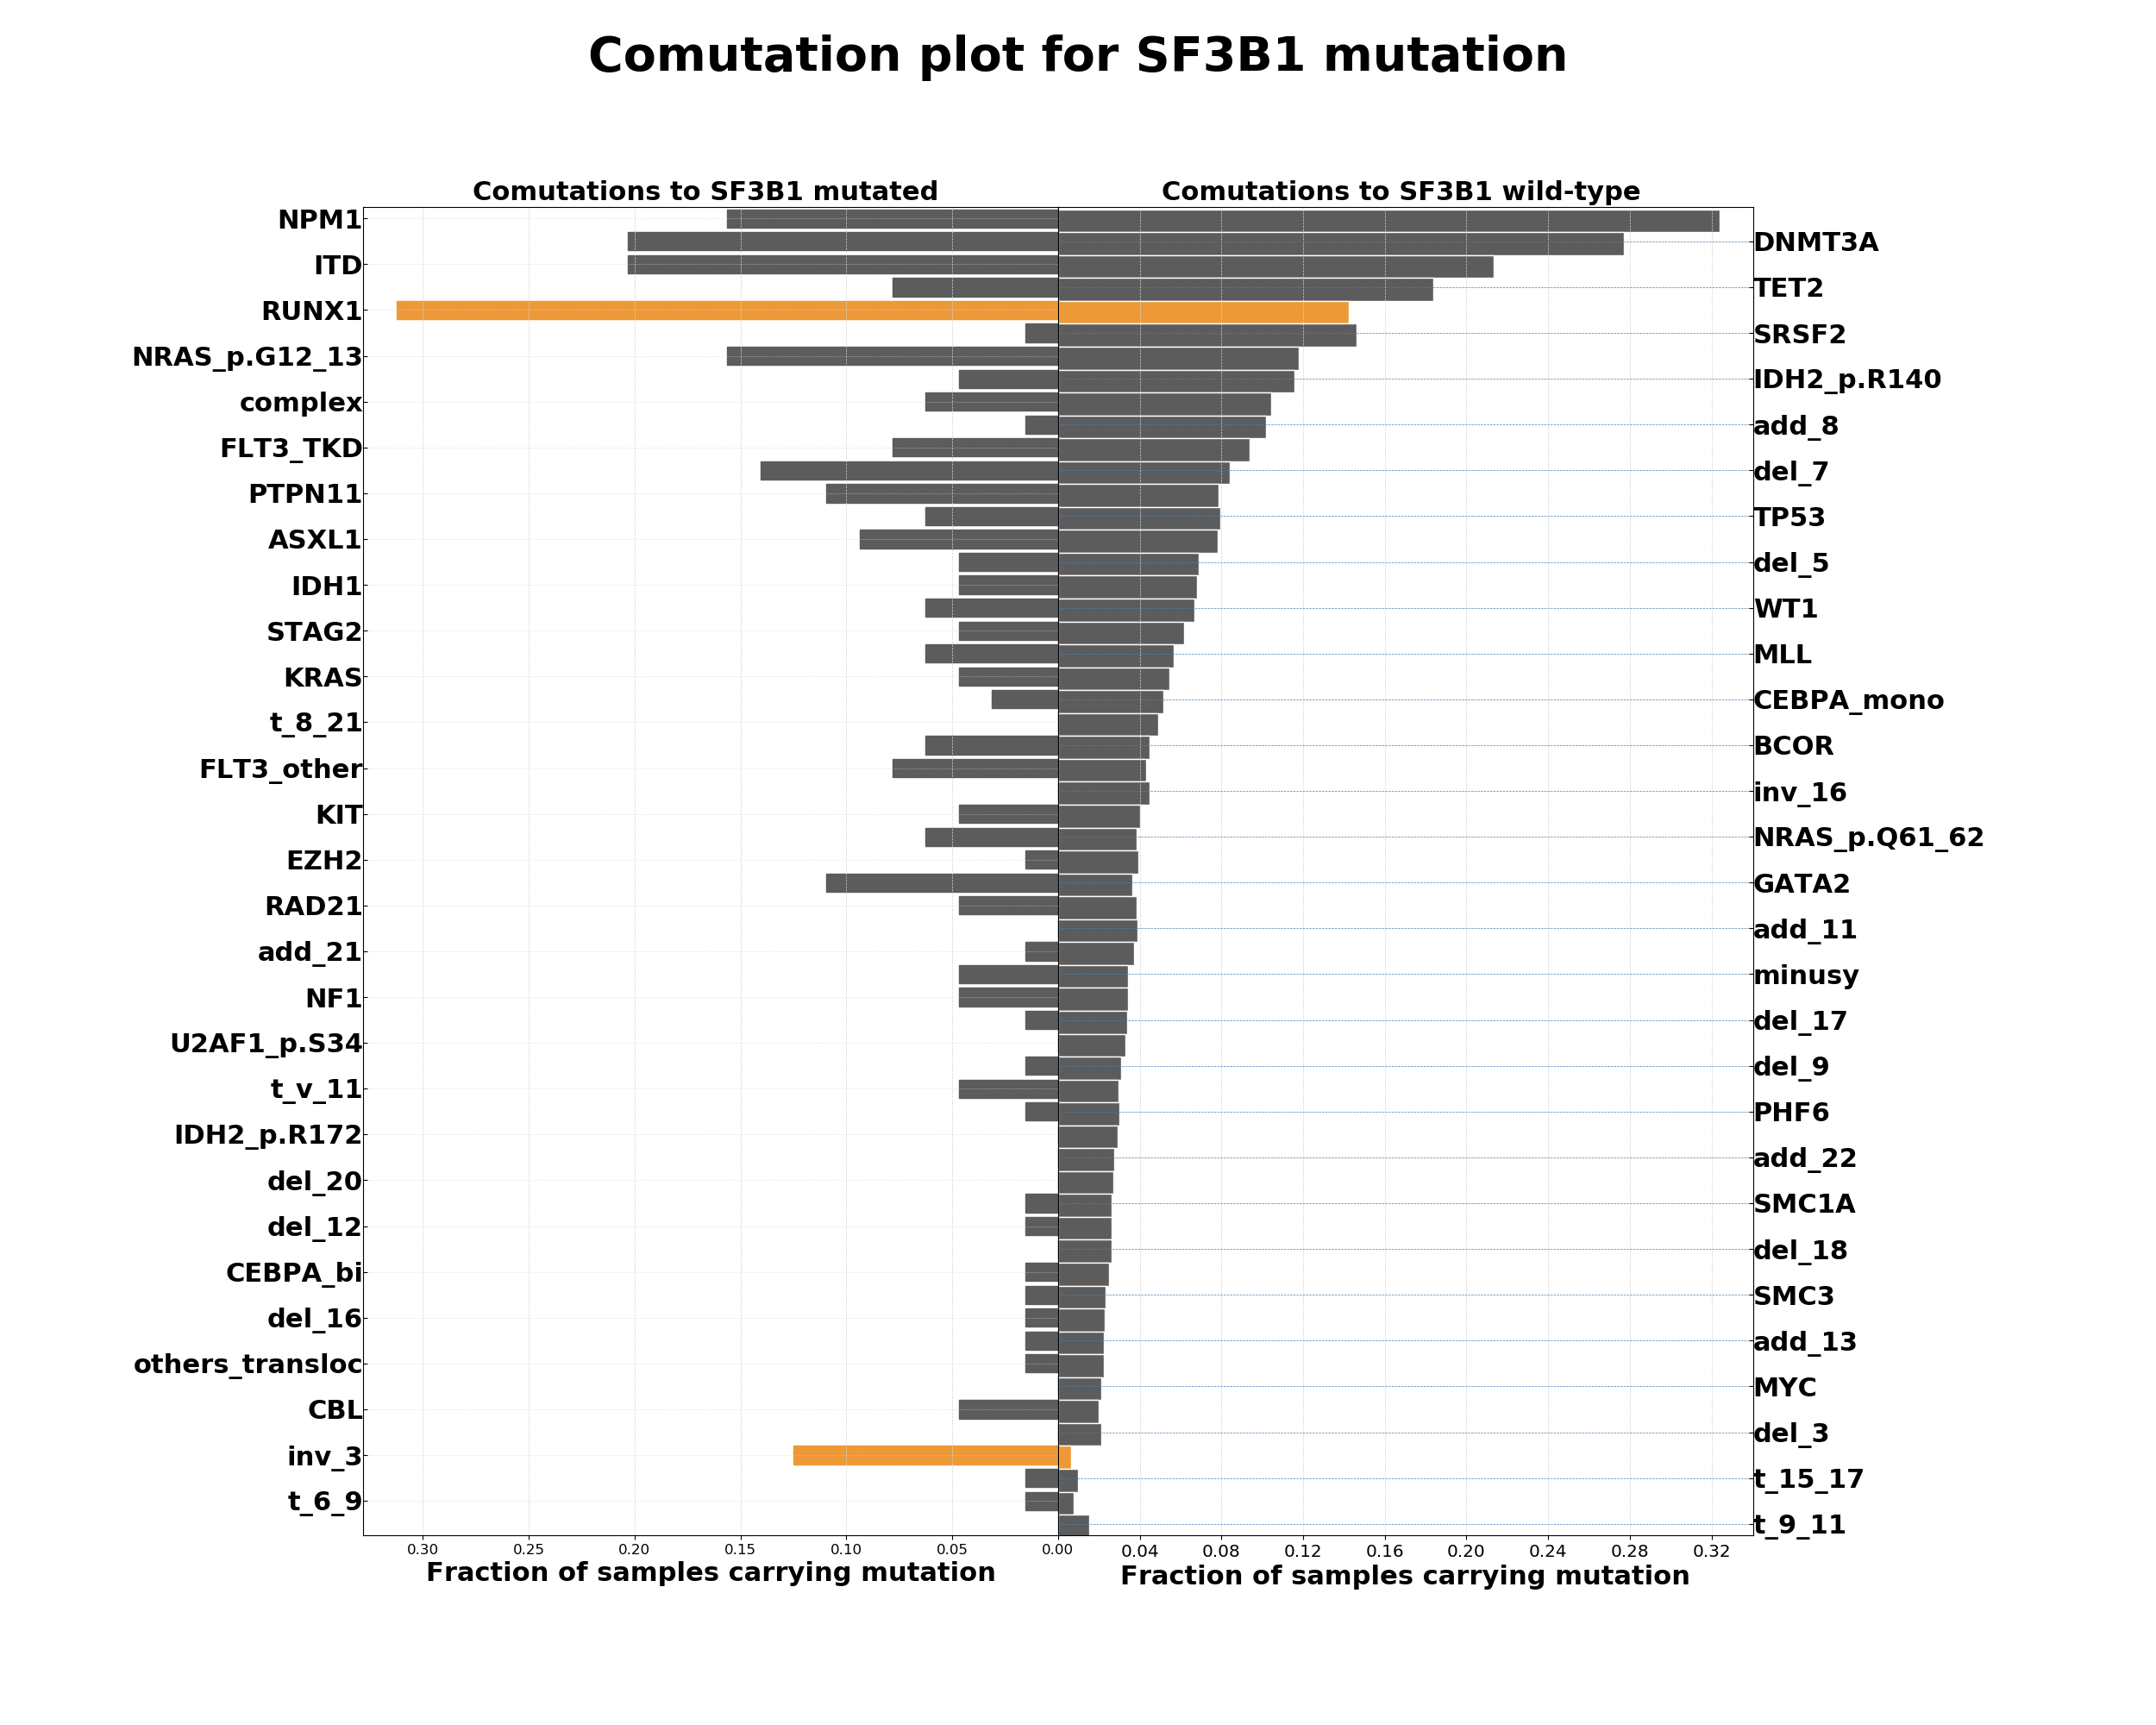 Comutation plot for SF3B1 mutation
Comutations to SF3B1 mutated
Comutations to SF3B1 wild-type
NPM1
DNMT3A
ITD
TET2
RUNX1
SRSF2
NRAS_p.G12_13
IDH2_p.R140
complex
add_8
FLT3_TKD
del_7
PTPN11
TP53
ASXL1
del_5
IDH1
WT1
STAG2
MLL
KRAS
CEBPA_mono
t_8_21
BCOR
FLT3_other
inv_16
KIT
NRAS_p.Q61_62
EZH2
GATA2
RAD21
add_11
add_21
minusy
NF1
del_17
U2AF1_p.S34
del_9
t_v_11
PHF6
IDH2_p.R172
add_22
del_20
SMC1A
del_12
del_18
CEBPA_bi
SMC3
del_16
add_13
others_transloc
MYC
CBL
del_3
inv_3
t_15_17
t_6_9
t_9_11
0.30 0.25 0.20 0.15 0.10 0.05 0.00 0.04 0.08 0.12 0.16 0.20 0.24 0.28 0.32
Fraction of samples carrying mutation
Fraction of samples carrying mutation